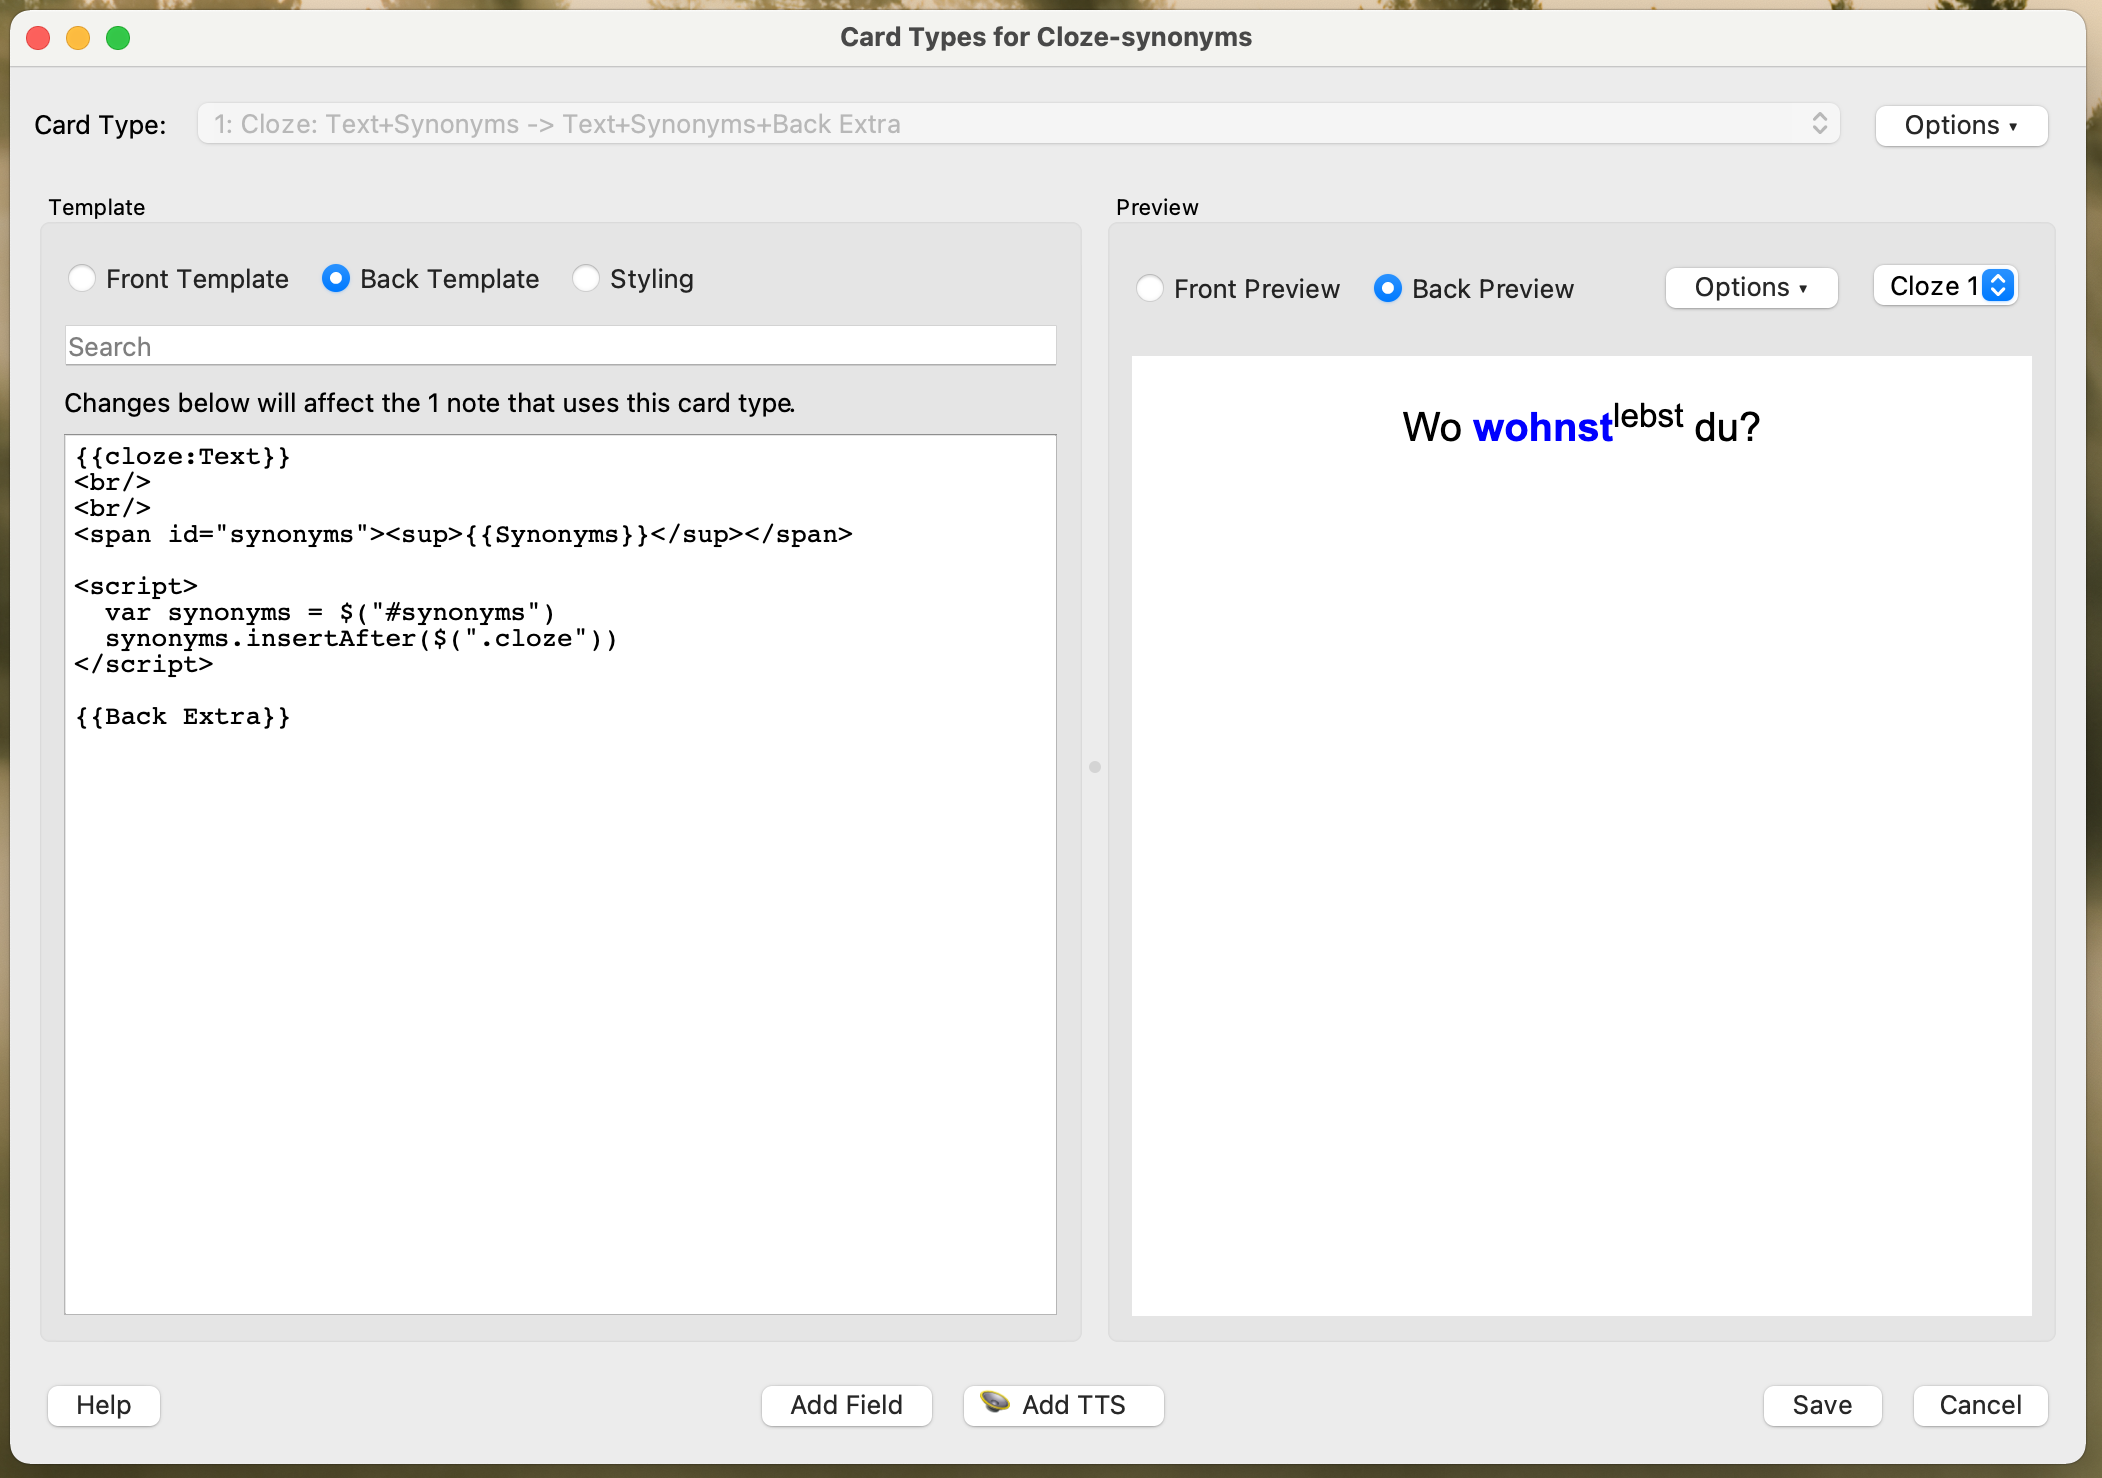 Card Types for Cloze-synonyms
Card Type: 1: Cloze: Text+Synonyms -> Text+Synonyms+Back Extra Options ▾
Template
Front Template Back Template Styling
Search
Changes below will affect the 1 note that uses this card type.
{{cloze:Text}}
<br/>
<br/>
<span id="synonyms"><sup>{{Synonyms}}</sup></span>
<script>
  var synonyms = $("#synonyms")
  synonyms.insertAfter($(".cloze"))
</script>
{{Back Extra}}
Preview
Front Preview Back Preview Options ▾ Cloze 1
Wo wohnstlebst du?
Help Add Field Add TTS Save Cancel